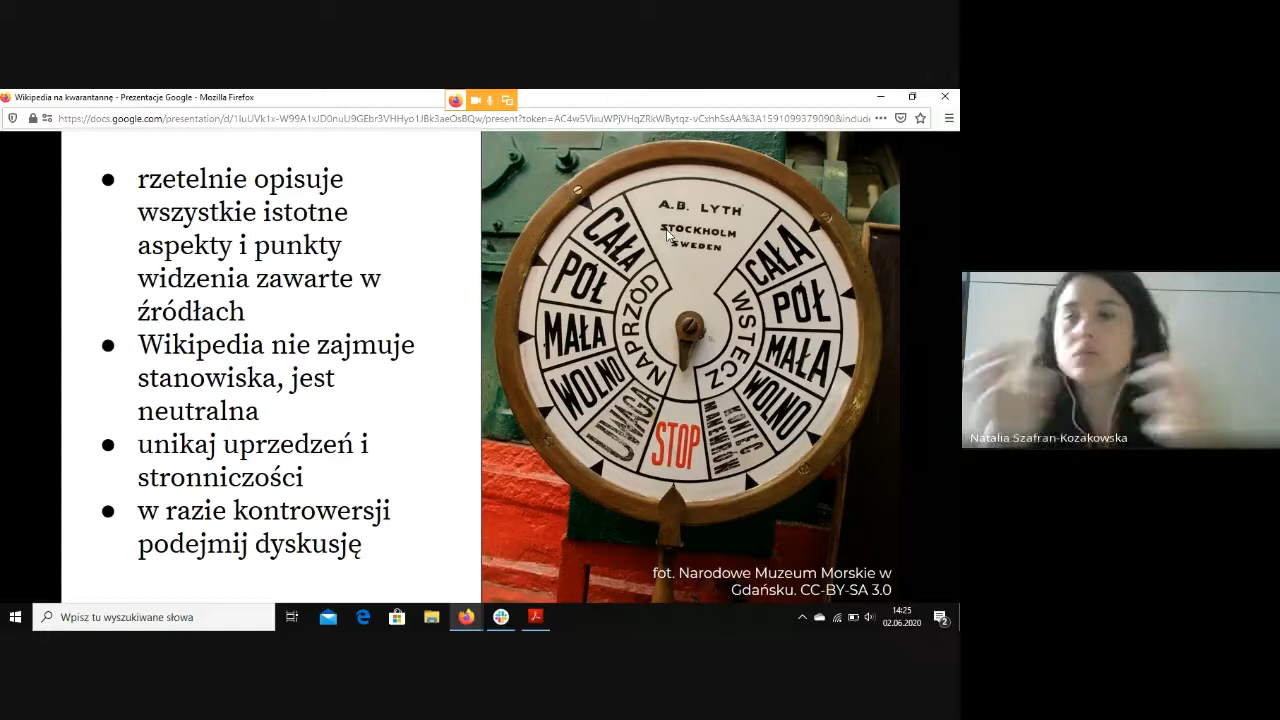 Wikipedia na kwarantannę - Prezentacje Google - Mozilla Firefox
rzetelnie opisuje
wszystkie istotne
aspekty i punkty
widzenia zawarte w
źródłach
Wikipedia nie zajmuje
stanowiska, jest
neutralna
unikaj uprzedzeń i
stronniczości
w razie kontrowersji
podejmij dyskusję
A.B. LYTH
STOCKHOLM
SWEDEN
CAŁA
PÓŁ
MAŁA
WOLNO
UWAGA
NAPRZÓD
STOP
CAŁA
PÓŁ
MAŁA
WOLNO
KONIEC
MANEWRÓW
WSTECZ
fot. Narodowe Muzeum Morskie w
Gdańsku. CC-BY-SA 3.0
Natalia Szafran-Kozakowska
Wpisz tu wyszukiwane słowa
14:25
02.06.2020
2